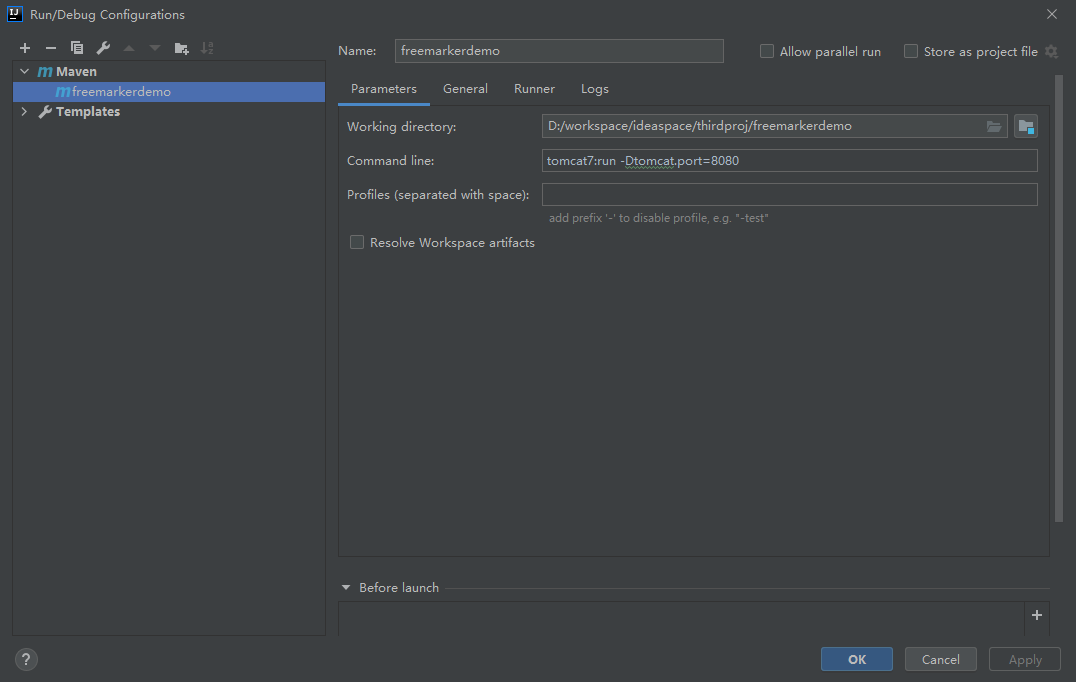 IJ Run/Debug Configurations
Maven
freemarkerdemo
Templates
Name: freemarkerdemo Allow parallel run Store as project file
Parameters General Runner Logs
Working directory: D:/workspace/ideaspace/thirdproj/freemarkerdemo
Command line: tomcat7:run -Dtomcat.port=8080
Profiles (separated with space):
add prefix '-' to disable profile, e.g. "-test"
Resolve Workspace artifacts
Before launch
? OK Cancel Apply